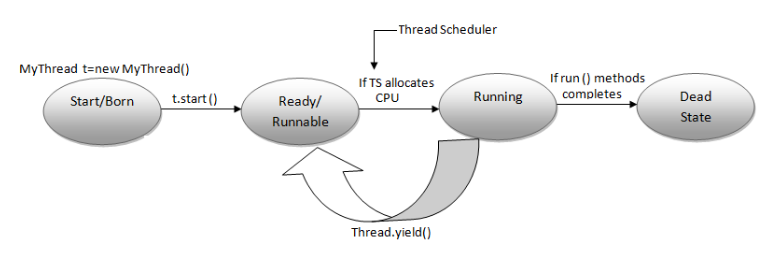 Thread Scheduler
MyThread t=new MyThread()
Start/Born
t.start()
Ready/
Runnable
If TS allocates
CPU
Running
If run() methods
completes
Dead
State
Thread.yield()